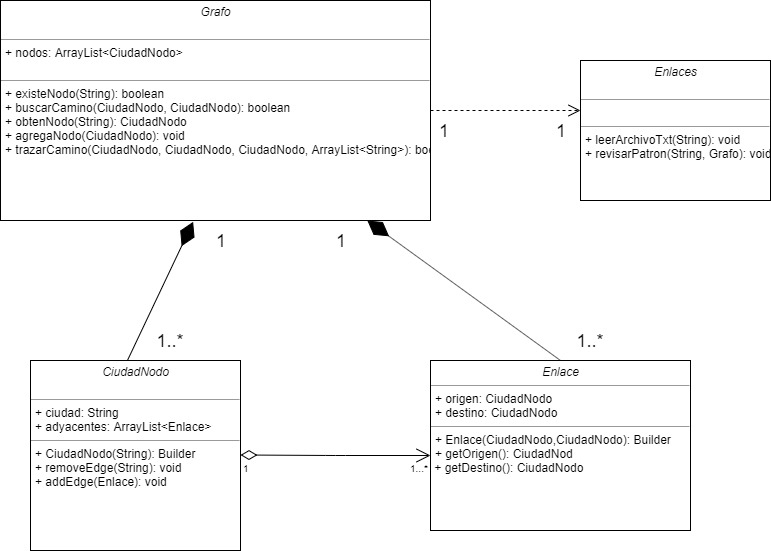 Grafo
+ nodos: ArrayList<CiudadNodo>
+ existeNodo(String): boolean
+ buscarCamino(CiudadNodo, CiudadNodo): boolean
+ obtenNodo(String): CiudadNodo
+ agregaNodo(CiudadNodo): void
+ trazarCamino(CiudadNodo, CiudadNodo, CiudadNodo, ArrayList<String>): boo
Enlaces
+ leerArchivoTxt(String): void
+ revisarPatron(String, Grafo): void
1
1
1
1
1..*
1..*
CiudadNodo
+ ciudad: String
+ adyacentes: ArrayList<Enlace>
+ CiudadNodo(String): Builder
+ removeEdge(String): void
+ addEdge(Enlace): void
1
1...*
Enlace
+ origen: CiudadNodo
+ destino: CiudadNodo
+ Enlace(CiudadNodo,CiudadNodo): Builder
+ getOrigen(): CiudadNod
+ getDestino(): CiudadNodo